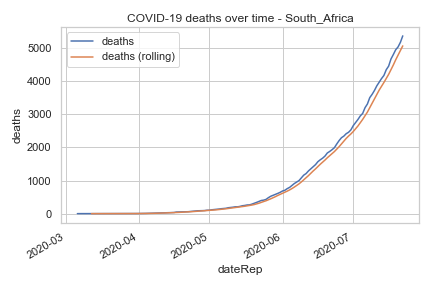 COVID-19 deaths over time - South_Africa
deaths
deaths (rolling)
5000
4000
3000
2000
1000
0
deaths
2020-03
2020-04
2020-05
2020-06
2020-07
dateRep